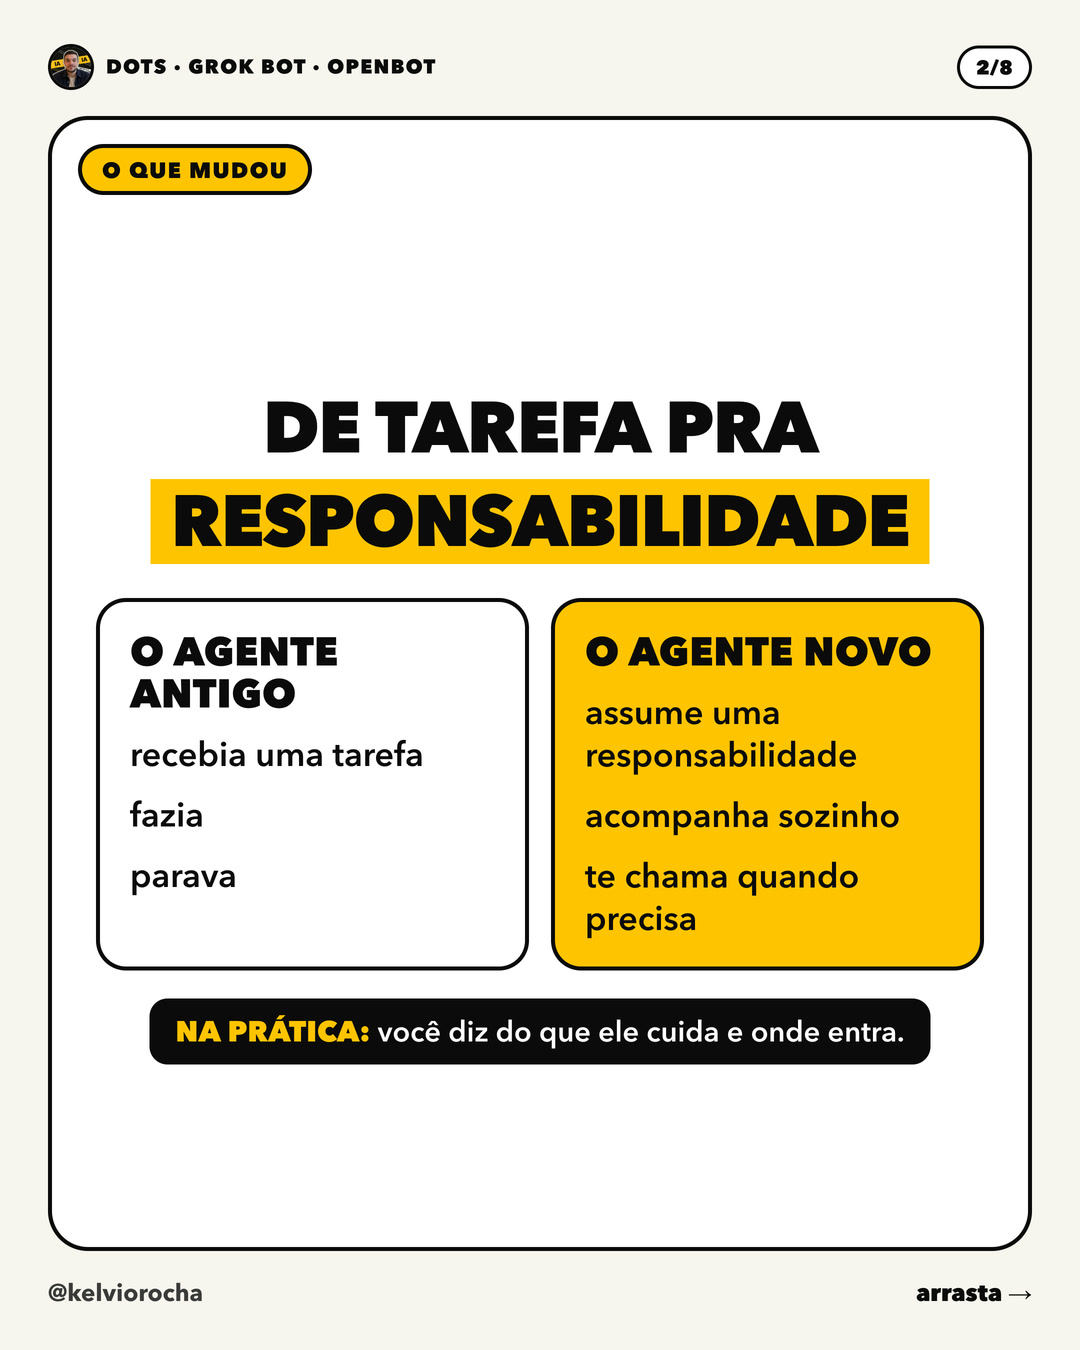 DOTS · GROK BOT · OPENBOT
2/8
O QUE MUDOU
DE TAREFA PRA
RESPONSABILIDADE
O AGENTE
ANTIGO
recebia uma tarefa
fazia
parava
O AGENTE NOVO
assume uma
responsabilidade
acompanha sozinho
te chama quando
precisa
NA PRÁTICA: você diz do que ele cuida e onde entra.
@kelviorocha
arrasta →